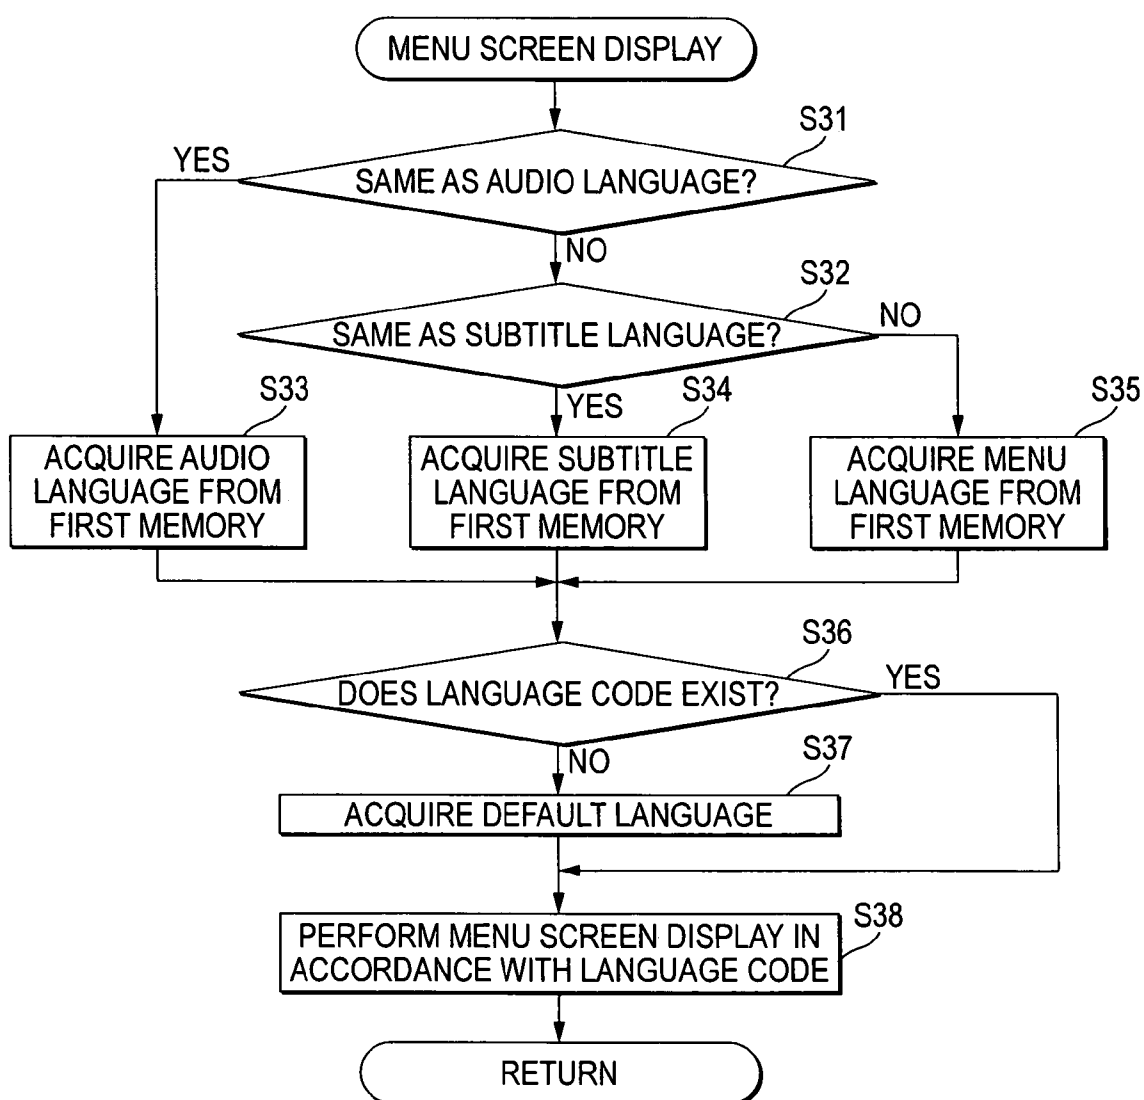 MENU SCREEN DISPLAY
S31
YES
SAME AS AUDIO LANGUAGE?
NO
S32
SAME AS SUBTITLE LANGUAGE?
NO
YES
S33
ACQUIRE AUDIO
LANGUAGE FROM
FIRST MEMORY
S34
ACQUIRE SUBTITLE
LANGUAGE FROM
FIRST MEMORY
S35
ACQUIRE MENU
LANGUAGE FROM
FIRST MEMORY
S36
DOES LANGUAGE CODE EXIST?
YES
NO
S37
ACQUIRE DEFAULT LANGUAGE
S38
PERFORM MENU SCREEN DISPLAY IN
ACCORDANCE WITH LANGUAGE CODE
RETURN